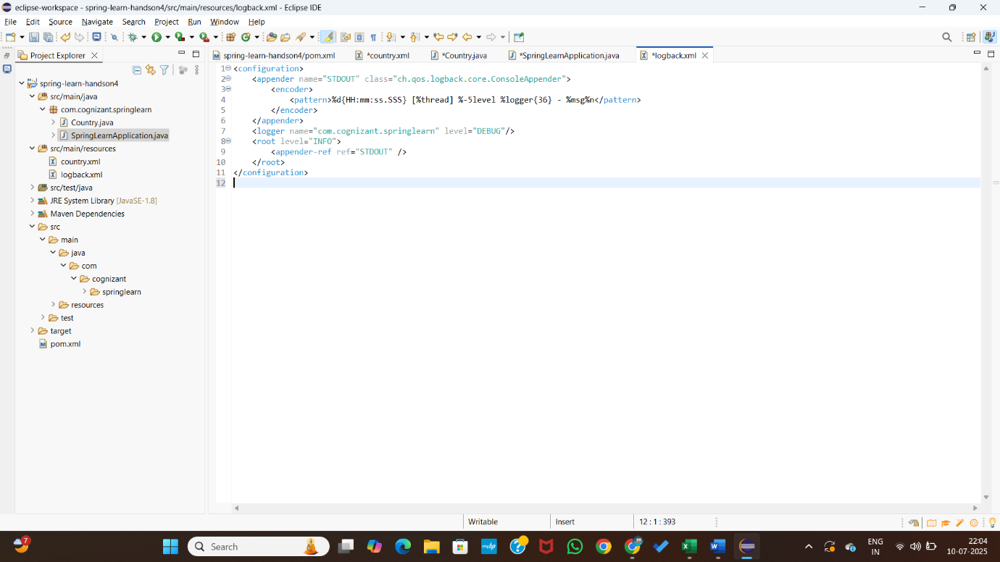 eclipse-workspace - spring-learn-handson4/src/main/resources/logback.xml - Eclipse IDE
File Edit Source Navigate Search Project Run Window Help
Project Explorer
spring-learn-handson4/pom.xml *country.xml *Country.java *SpringLearnApplication.java *logback.xml
spring-learn-handson4
src/main/java
com.cognizant.springlearn
Country.java
SpringLearnApplication.java
src/main/resources
country.xml
logback.xml
src/test/java
JRE System Library [JavaSE-1.8]
Maven Dependencies
src
main
java
com
cognizant
springlearn
resources
test
target
pom.xml
1 <configuration>
2 <appender name="STDOUT" class="ch.qos.logback.core.ConsoleAppender">
3 <encoder>
4 <pattern>%d{HH:mm:ss.SSS} [%thread] %-5level %logger{36} - %msg%n</pattern>
5 </encoder>
6 </appender>
7 <logger name="com.cognizant.springlearn" level="DEBUG"/>
8 <root level="INFO">
9 <appender-ref ref="STDOUT" />
10 </root>
11 </configuration>
12
Writable Insert 12 : 1 : 393
7
Search
myhp
ENG
IN
22:04
10-07-2025